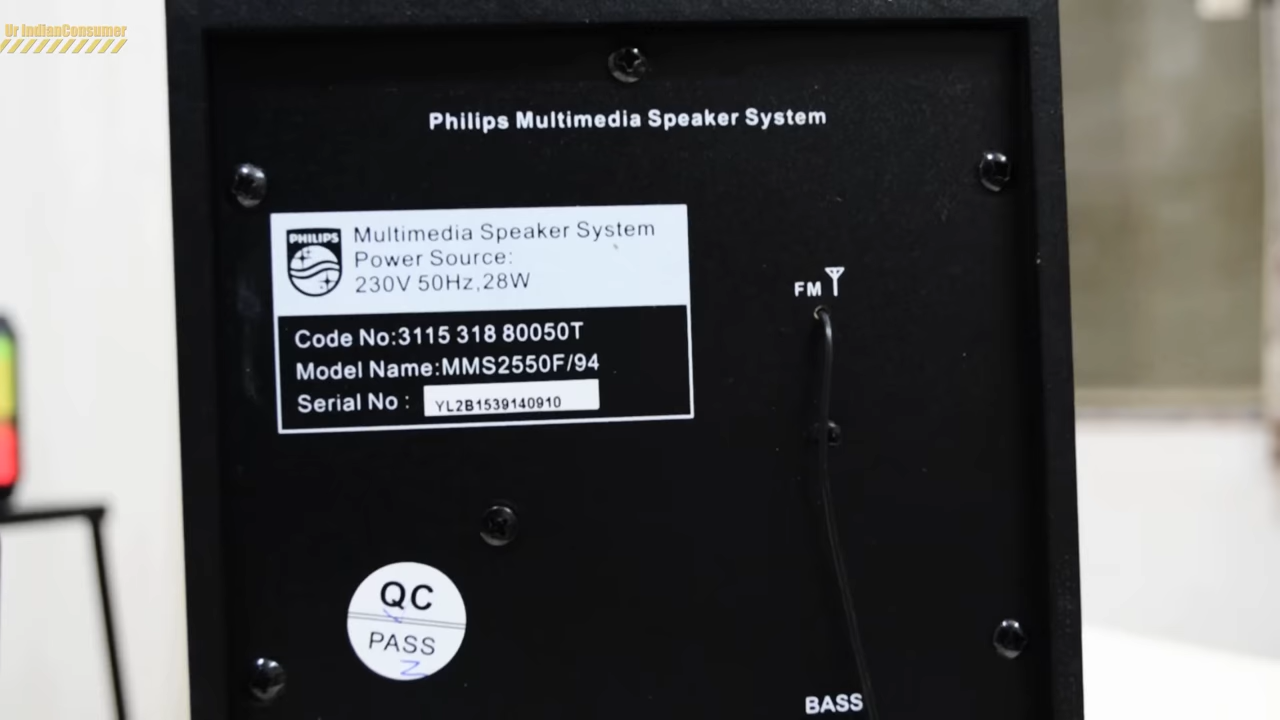 Ur IndianConsumer
Philips Multimedia Speaker System
PHILIPS
Multimedia Speaker System
Power Source:
230V 50Hz,28W
Code No:3115 318 80050T
Model Name:MMS2550F/94
Serial No :
YL2B1539140910
FM
QC
PASS
BASS